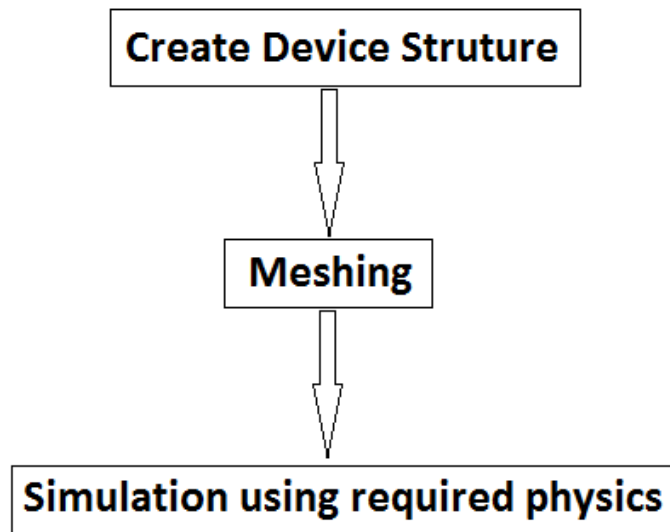 Create Device Struture
Meshing
Simulation using required physics